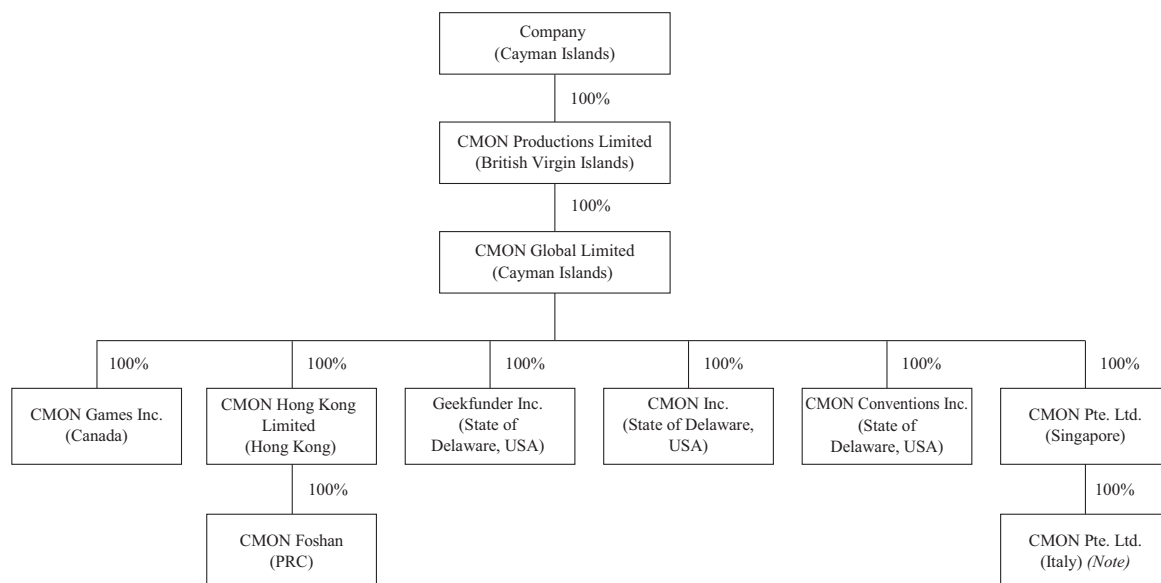 Company
(Cayman Islands)
100%
CMON Productions Limited
(British Virgin Islands)
100%
CMON Global Limited
(Cayman Islands)
100%
100%
100%
100%
100%
100%
CMON Games Inc.
(Canada)
CMON Hong Kong
Limited
(Hong Kong)
Geekfunder Inc.
(State of
Delaware, USA)
CMON Inc.
(State of Delaware,
USA)
CMON Conventions Inc.
(State of
Delaware, USA)
CMON Pte. Ltd.
(Singapore)
100%
100%
CMON Foshan
(PRC)
CMON Pte. Ltd.
(Italy) (Note)